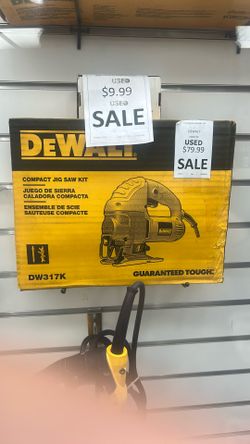 USED
$9.99
USED
SALE
USED
$79.99
SALE
DEWALT
COMPACT JIG SAW KIT
JUEGO DE SIERRA
CALADORA COMPACTA
ENSEMBLE DE SCIE
SAUTEUSE COMPACTE
DW317K
GUARANTEED TOUGH